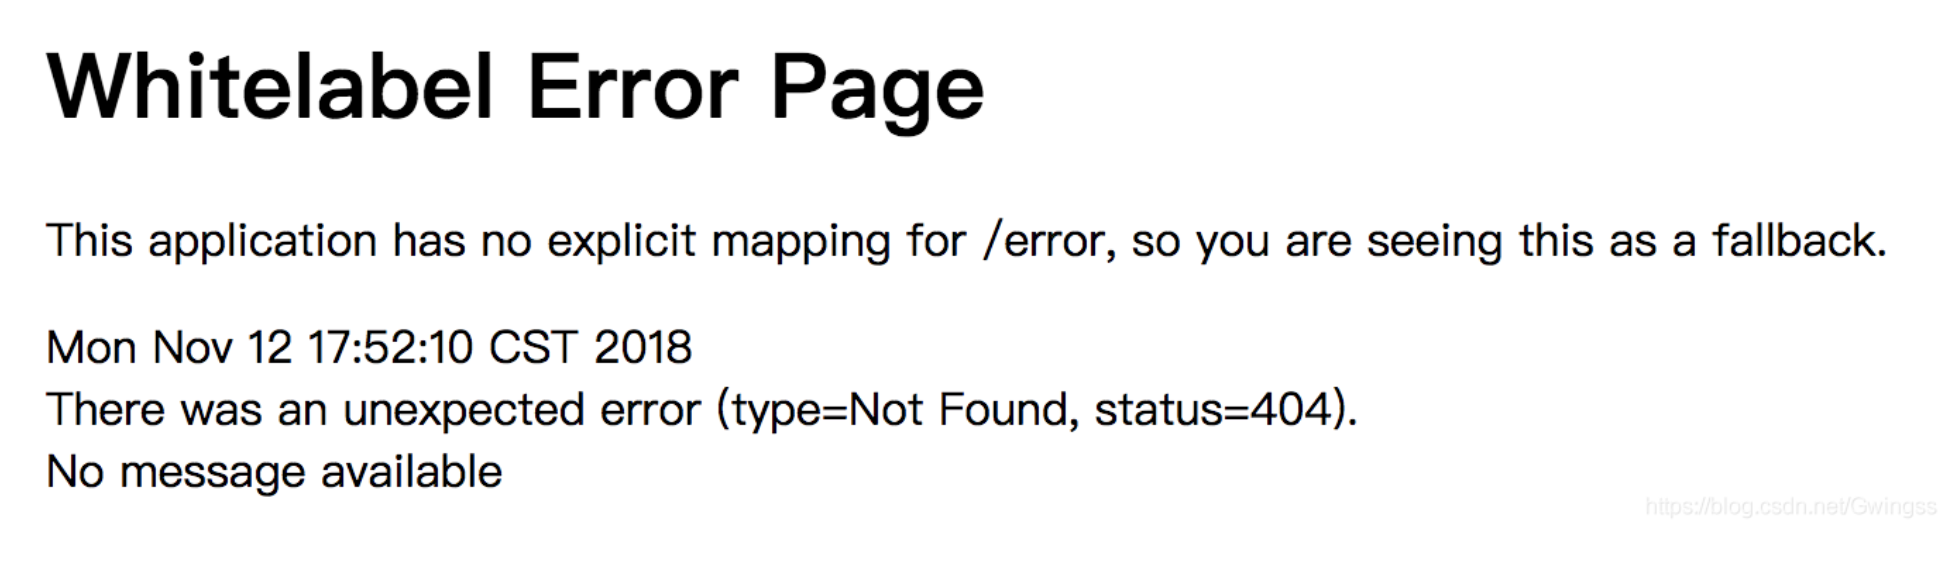 Whitelabel Error Page
This application has no explicit mapping for /error, so you are seeing this as a fallback.
Mon Nov 12 17:52:10 CST 2018
There was an unexpected error (type=Not Found, status=404).
No message available
https://blog.csdn.net/Gwingss